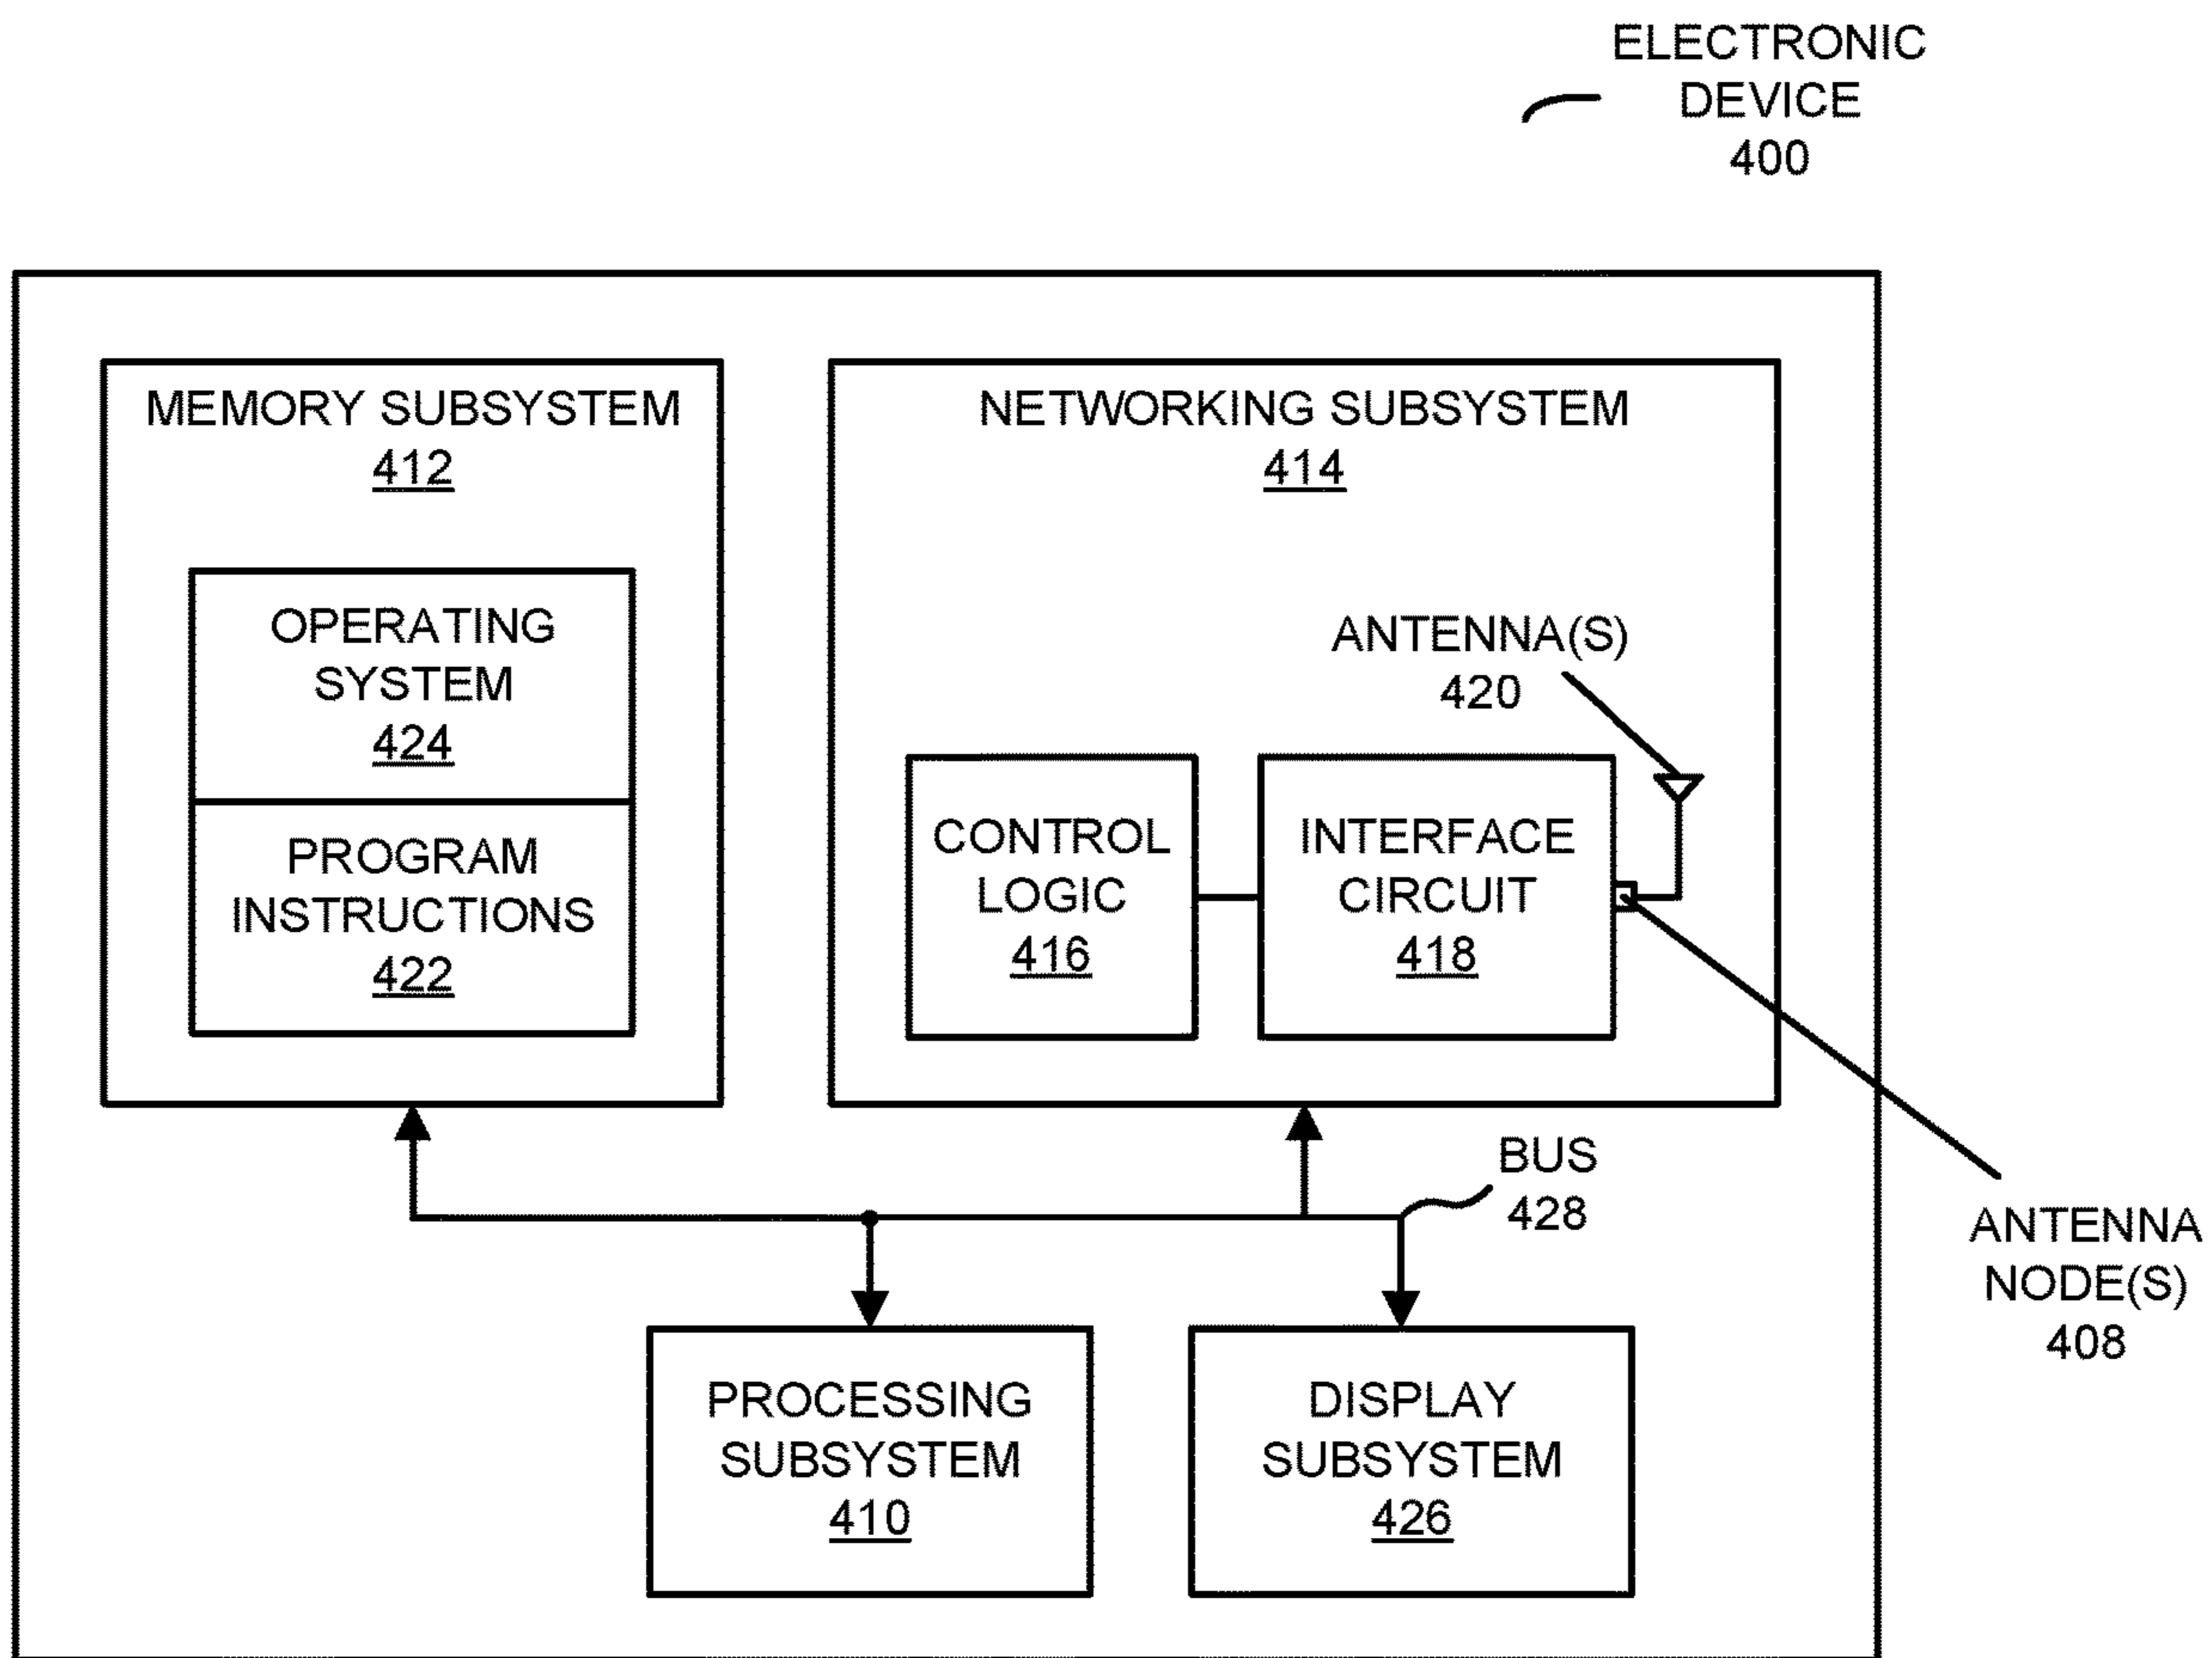 ELECTRONIC
DEVICE
400
MEMORY SUBSYSTEM
412
OPERATING
SYSTEM
424
PROGRAM
INSTRUCTIONS
422
NETWORKING SUBSYSTEM
414
ANTENNA(S)
420
CONTROL
LOGIC
416
INTERFACE
CIRCUIT
418
BUS
428
ANTENNA
NODE(S)
408
PROCESSING
SUBSYSTEM
410
DISPLAY
SUBSYSTEM
426